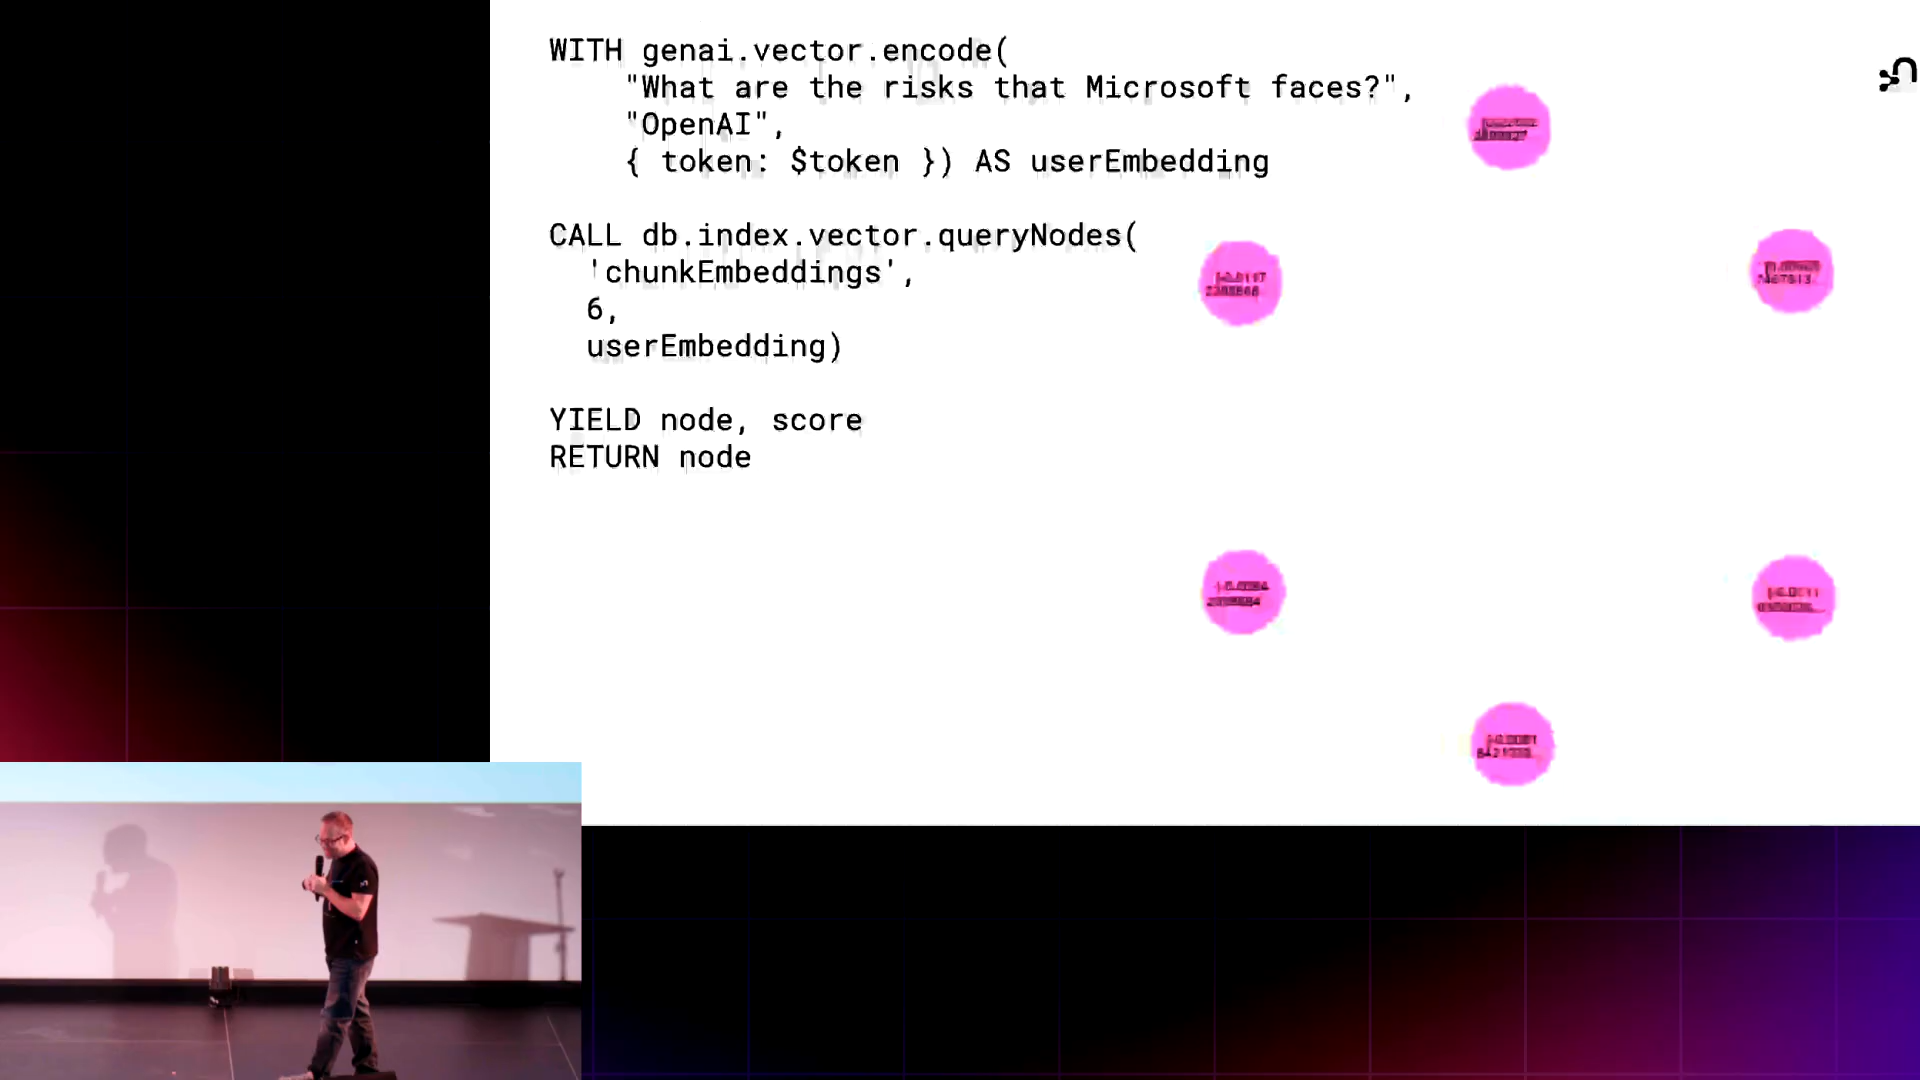 WITH genai.vector.encode(
"What are the risks that Microsoft faces?",
"OpenAI",
{ token: $token }) AS userEmbedding
CALL db.index.vector.queryNodes(
'chunkEmbeddings',
6,
userEmbedding)
YIELD node, score
RETURN node